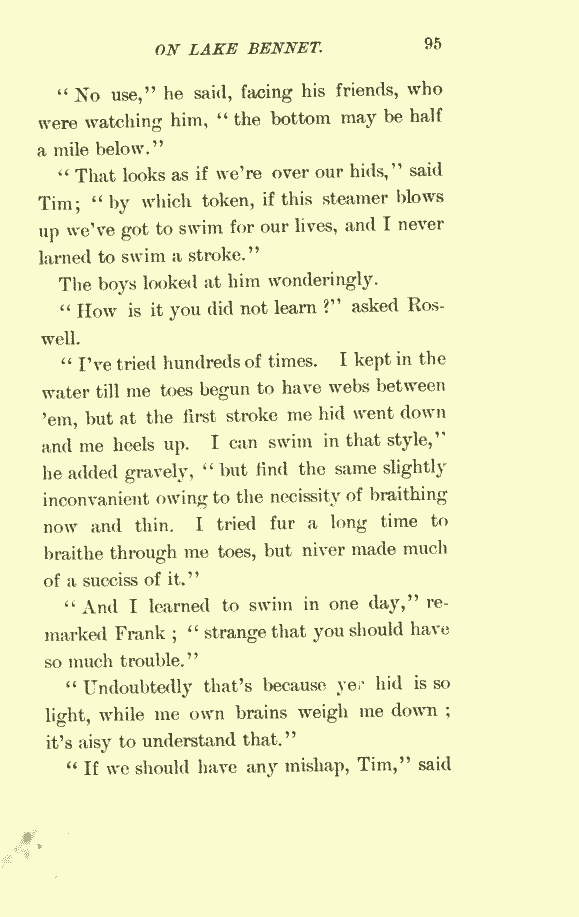 ON LAKE BENNET. 95
“ No use,” he said, facing his friends, who
were watching him, “ the bottom may be half
a mile below.”
“ That looks as if we’re over our hids,” said
Tim; “ by which token, if this steamer blows
up we’ve got to swim for our lives, and I never
larned to swim a stroke.”
The boys looked at him wonderingly.
“ How is it you did not learn ?” asked Ros-
well.
“ I’ve tried hundreds of times. I kept in the
water till me toes begun to have webs between
’em, but at the first stroke me hid went down
and me heels up. I can swim in that style,”
he added gravely, “ but find the same slightly
inconvanient owing to the necissity of braithing
now and thin. I tried fur a long time to
braithe through me toes, but niver made much
of a succiss of it.”
“ And I learned to swim in one day,” re-
marked Frank ; “ strange that you should have
so much trouble.”
“ Undoubtedly that’s because yer hid is so
light, while me own brains weigh me down ;
it’s aisy to understand that.”
“ If we should have any mishap, Tim,” said